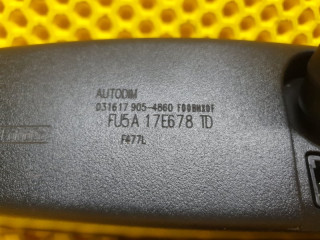 AUTODIM
031617 905-4860 F00BHX0F
FU5A 17E678 TD
F477L